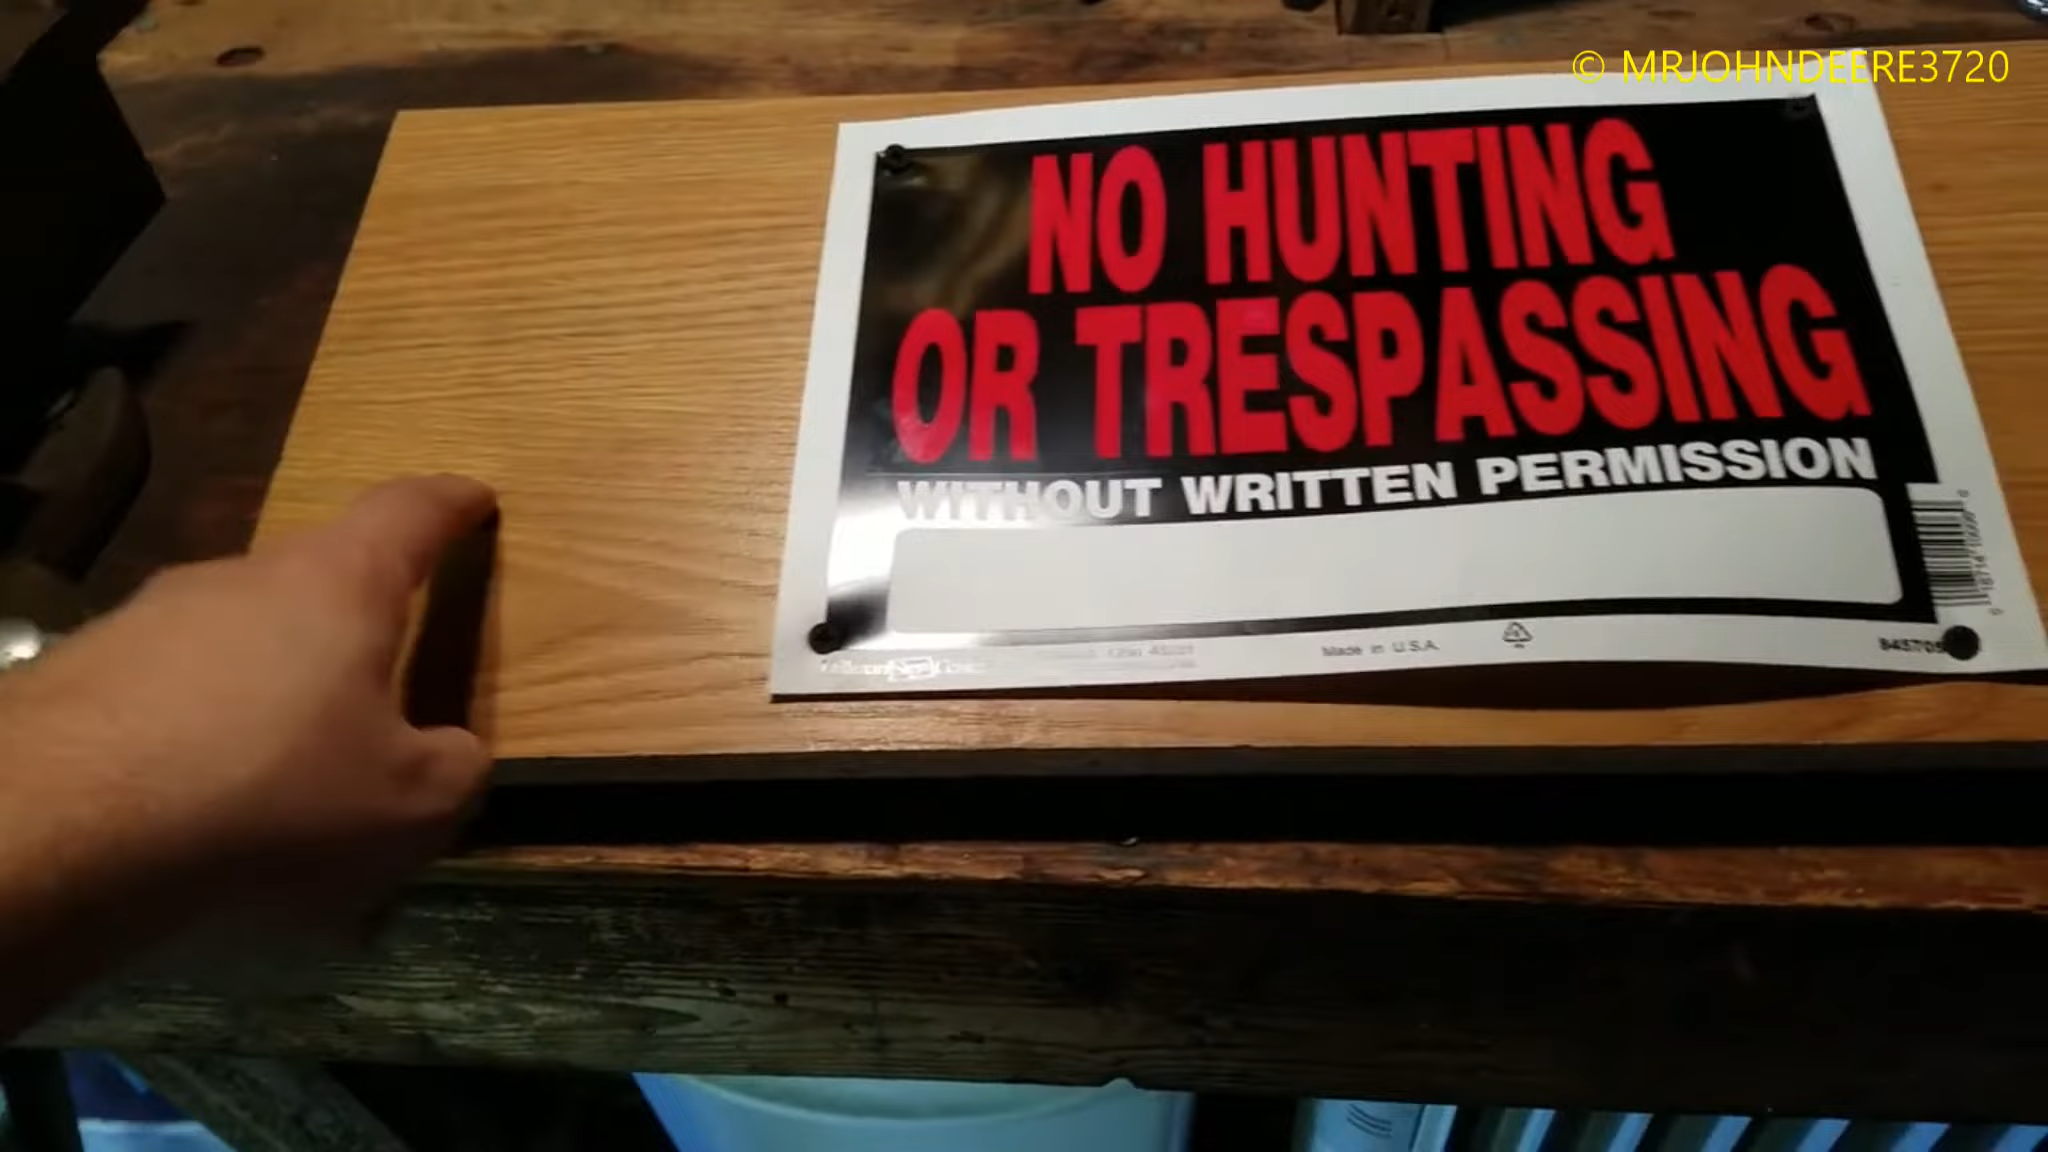 © MRJOHNDEERE3720
NO HUNTING
OR TRESPASSING
WITHOUT WRITTEN PERMISSION
Made in U.S.A.